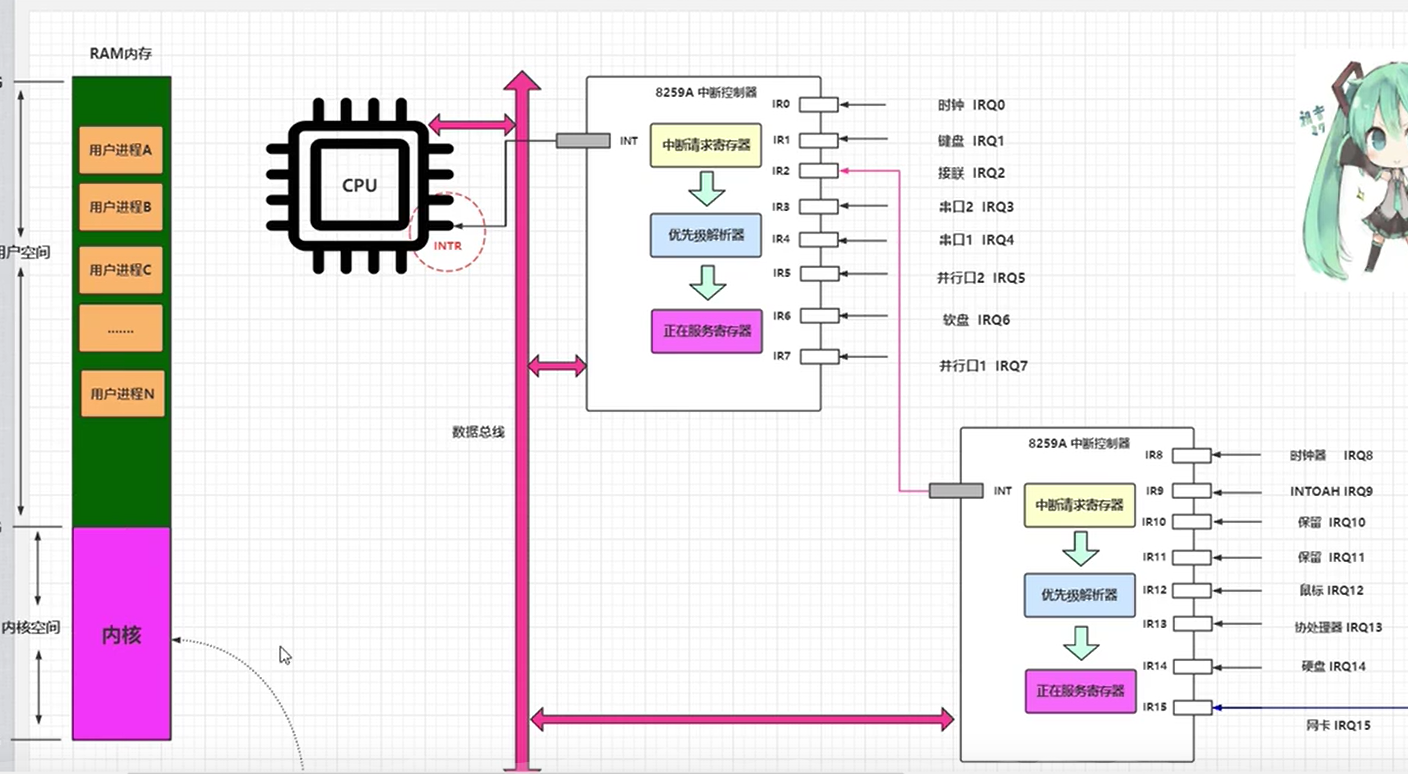 RAM内存
用户进程A
用户进程B
用户进程C
.......
用户进程N
用户空间
内核空间
内核
CPU
INTR
数据总线
8259A 中断控制器
INT
中断请求寄存器
优先级解析器
正在服务寄存器
IR0
时钟 IRQ0
IR1
键盘 IRQ1
IR2
接联 IRQ2
IR3
串口2 IRQ3
IR4
串口1 IRQ4
IR5
并行口2 IRQ5
IR6
软盘 IRQ6
IR7
并行口1 IRQ7
8259A 中断控制器
INT
中断请求寄存器
优先级解析器
正在服务寄存器
IR8
时钟器 IRQ8
IR9
INTOAH IRQ9
IR10
保留 IRQ10
IR11
保留 IRQ11
IR12
鼠标 IRQ12
IR13
协处理器 IRQ13
IR14
硬盘 IRQ14
IR15
网卡 IRQ15